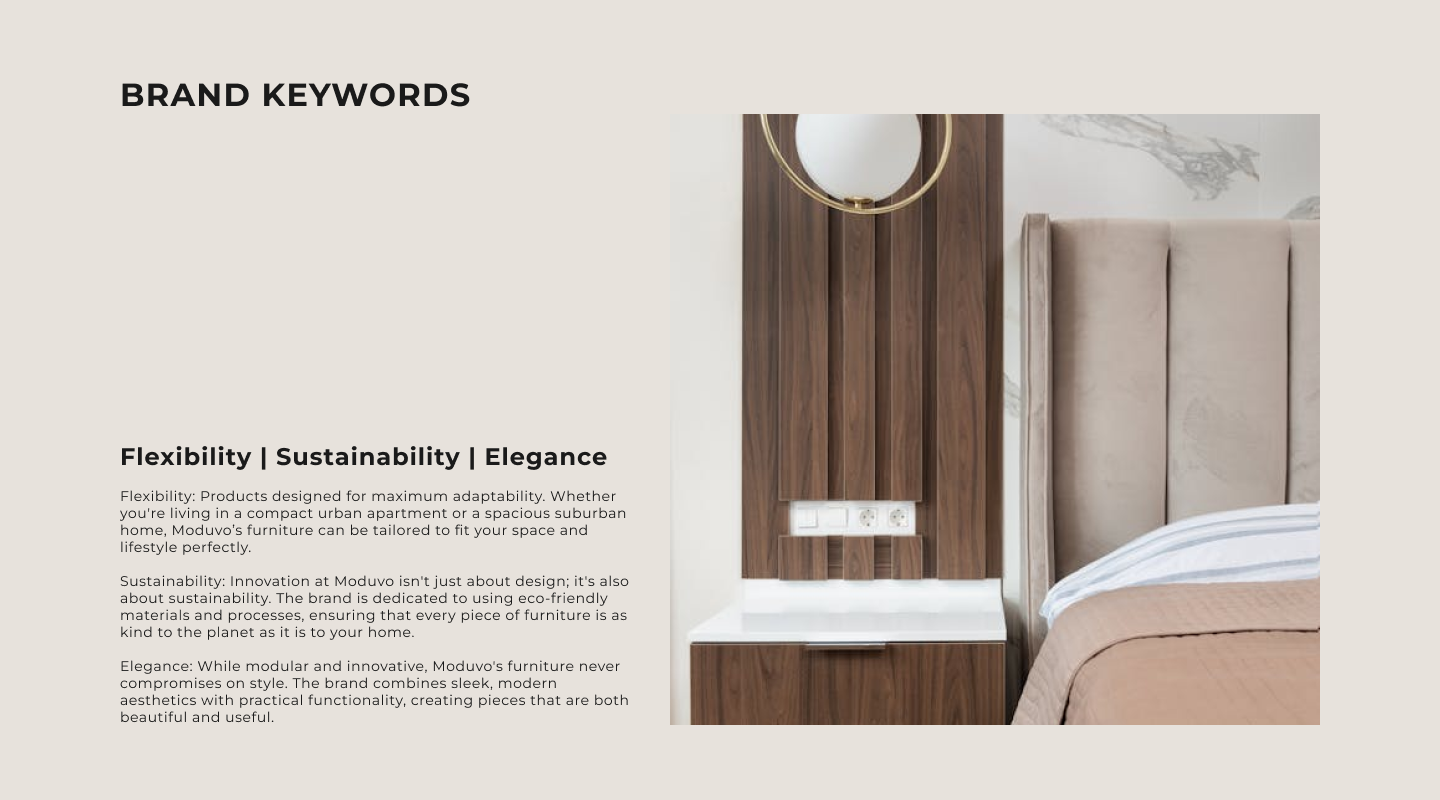 BRAND KEYWORDS
Flexibility | Sustainability | Elegance
Flexibility: Products designed for maximum adaptability. Whether
you're living in a compact urban apartment or a spacious suburban
home, Moduvo’s furniture can be tailored to fit your space and
lifestyle perfectly.
Sustainability: Innovation at Moduvo isn't just about design; it's also
about sustainability. The brand is dedicated to using eco-friendly
materials and processes, ensuring that every piece of furniture is as
kind to the planet as it is to your home.
Elegance: While modular and innovative, Moduvo's furniture never
compromises on style. The brand combines sleek, modern
aesthetics with practical functionality, creating pieces that are both
beautiful and useful.